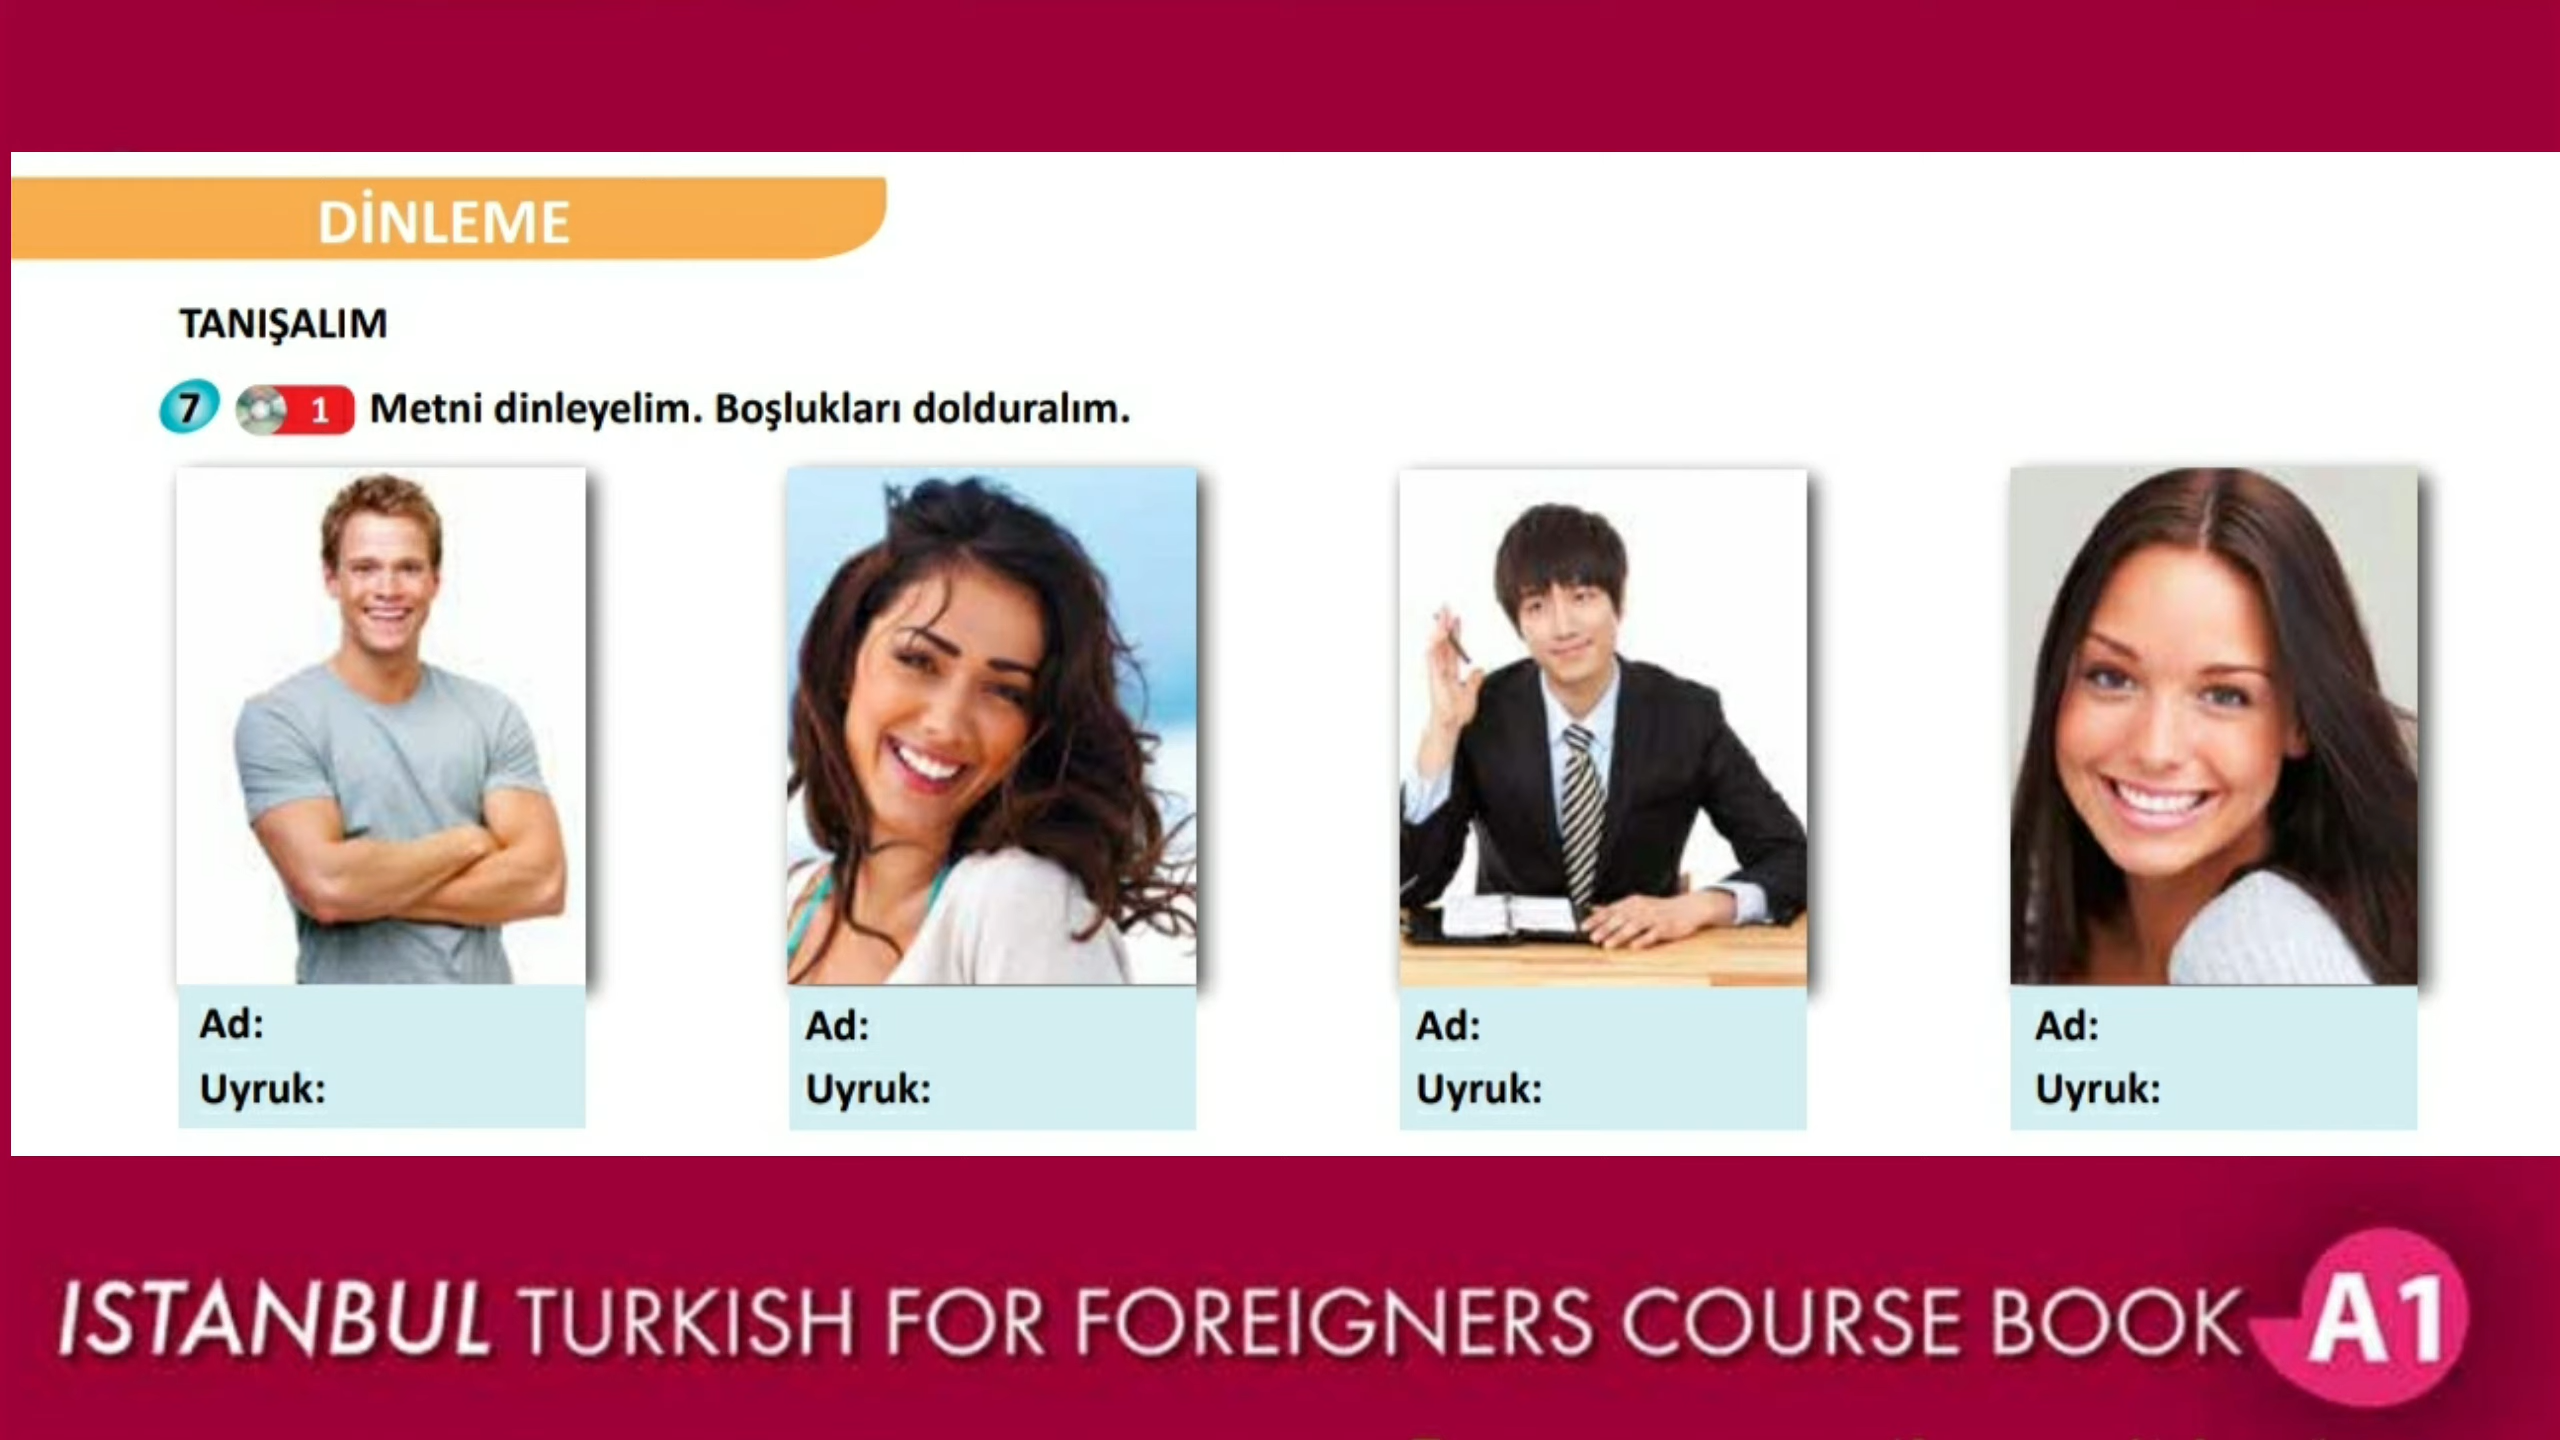 DİNLEME
TANIŞALIM
7 1 Metni dinleyelim. Boşlukları dolduralım.
Ad:
Uyruk:
Ad:
Uyruk:
Ad:
Uyruk:
Ad:
Uyruk:
ISTANBUL TURKISH FOR FOREIGNERS COURSE BOOK A1